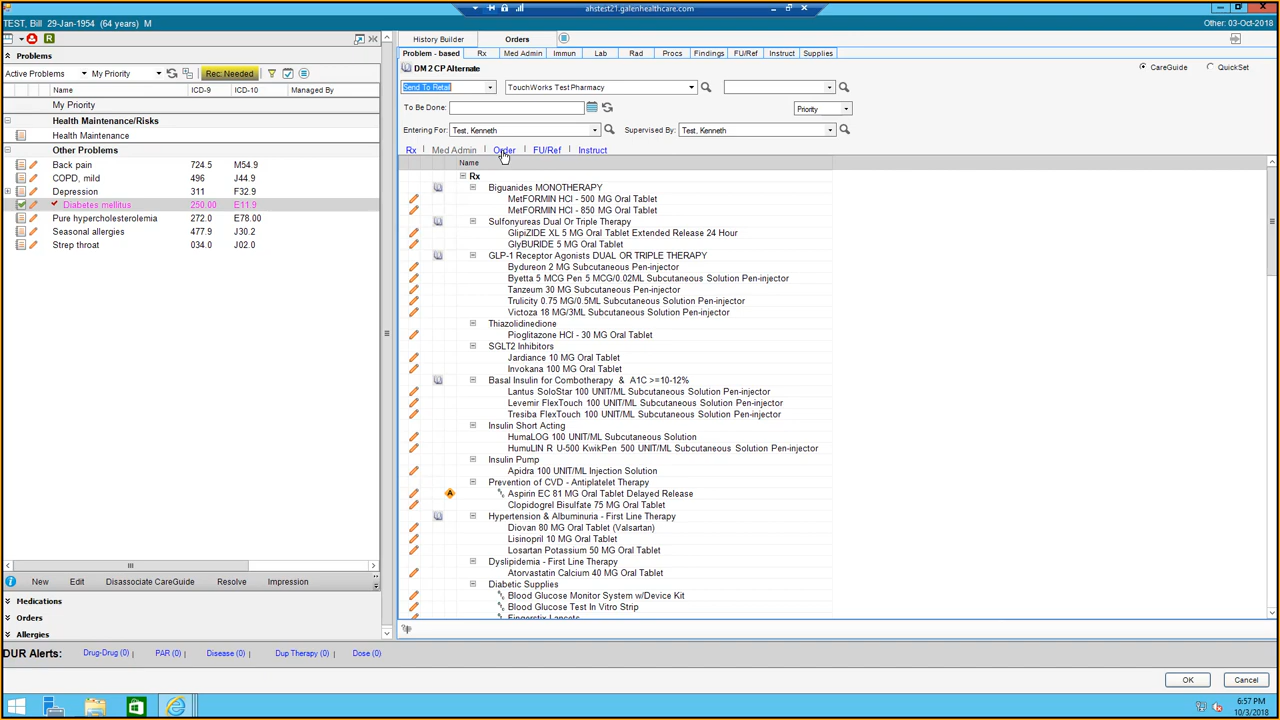 ahstest21.galenhealthcare.com
TEST, Bill 29-Jan-1954 (64 years) M
Other: 03-Oct-2018
Problems
Active Problems
My Priority
Rec: Needed
Name
ICD-9
ICD-10
Managed By
My Priority
Health Maintenance/Risks
Health Maintenance
Other Problems
Back pain 724.5 M54.9
COPD, mild 496 J44.9
Depression 311 F32.9
Diabetes mellitus 250.00 E11.9
Pure hypercholesterolemia 272.0 E78.00
Seasonal allergies 477.9 J30.2
Strep throat 034.0 J02.0
New Edit Disassociate CareGuide Resolve Impression
Medications
Orders
Allergies
History Builder Orders
Problem - based Rx Med Admin Immun Lab Rad Procs Findings FU/Ref Instruct Supplies
DM 2 CP Alternate
CareGuide QuickSet
Send To Retail
TouchWorks Test Pharmacy
To Be Done:
Priority
Entering For: Test, Kenneth
Supervised By: Test, Kenneth
Rx Med Admin Order FU/Ref Instruct
Name
Rx
Biguanides MONOTHERAPY
MetFORMIN HCl - 500 MG Oral Tablet
MetFORMIN HCl - 850 MG Oral Tablet
Sulfonyureas Dual Or Triple Therapy
GlipiZIDE XL 5 MG Oral Tablet Extended Release 24 Hour
GlyBURIDE 5 MG Oral Tablet
GLP-1 Receptor Agonists DUAL OR TRIPLE THERAPY
Bydureon 2 MG Subcutaneous Pen-injector
Byetta 5 MCG Pen 5 MCG/0.02ML Subcutaneous Solution Pen-injector
Tanzeum 30 MG Subcutaneous Pen-injector
Trulicity 0.75 MG/0.5ML Subcutaneous Solution Pen-injector
Victoza 18 MG/3ML Subcutaneous Solution Pen-injector
Thiazolidinedione
Pioglitazone HCl - 30 MG Oral Tablet
SGLT2 Inhibitors
Jardiance 10 MG Oral Tablet
Invokana 100 MG Oral Tablet
Basal Insulin for Combotherapy & A1C >=10-12%
Lantus SoloStar 100 UNIT/ML Subcutaneous Solution Pen-injector
Levemir FlexTouch 100 UNIT/ML Subcutaneous Solution Pen-injector
Tresiba FlexTouch 100 UNIT/ML Subcutaneous Solution Pen-injector
Insulin Short Acting
HumaLOG 100 UNIT/ML Subcutaneous Solution
HumuLIN R U-500 KwikPen 500 UNIT/ML Subcutaneous Solution Pen-injector
Insulin Pump
Apidra 100 UNIT/ML Injection Solution
Prevention of CVD - Antiplatelet Therapy
A
Aspirin EC 81 MG Oral Tablet Delayed Release
Clopidogrel Bisulfate 75 MG Oral Tablet
Hypertension & Albuminuria - First Line Therapy
Diovan 80 MG Oral Tablet (Valsartan)
Lisinopril 10 MG Oral Tablet
Losartan Potassium 50 MG Oral Tablet
Dyslipidemia - First Line Therapy
Atorvastatin Calcium 40 MG Oral Tablet
Diabetic Supplies
Blood Glucose Monitor System w/Device Kit
Blood Glucose Test In Vitro Strip
Fingerstix Lancets
DUR Alerts: Drug-Drug (0) PAR (0) Disease (0) Dup Therapy (0) Dose (0)
OK Cancel
6:57 PM
10/3/2018